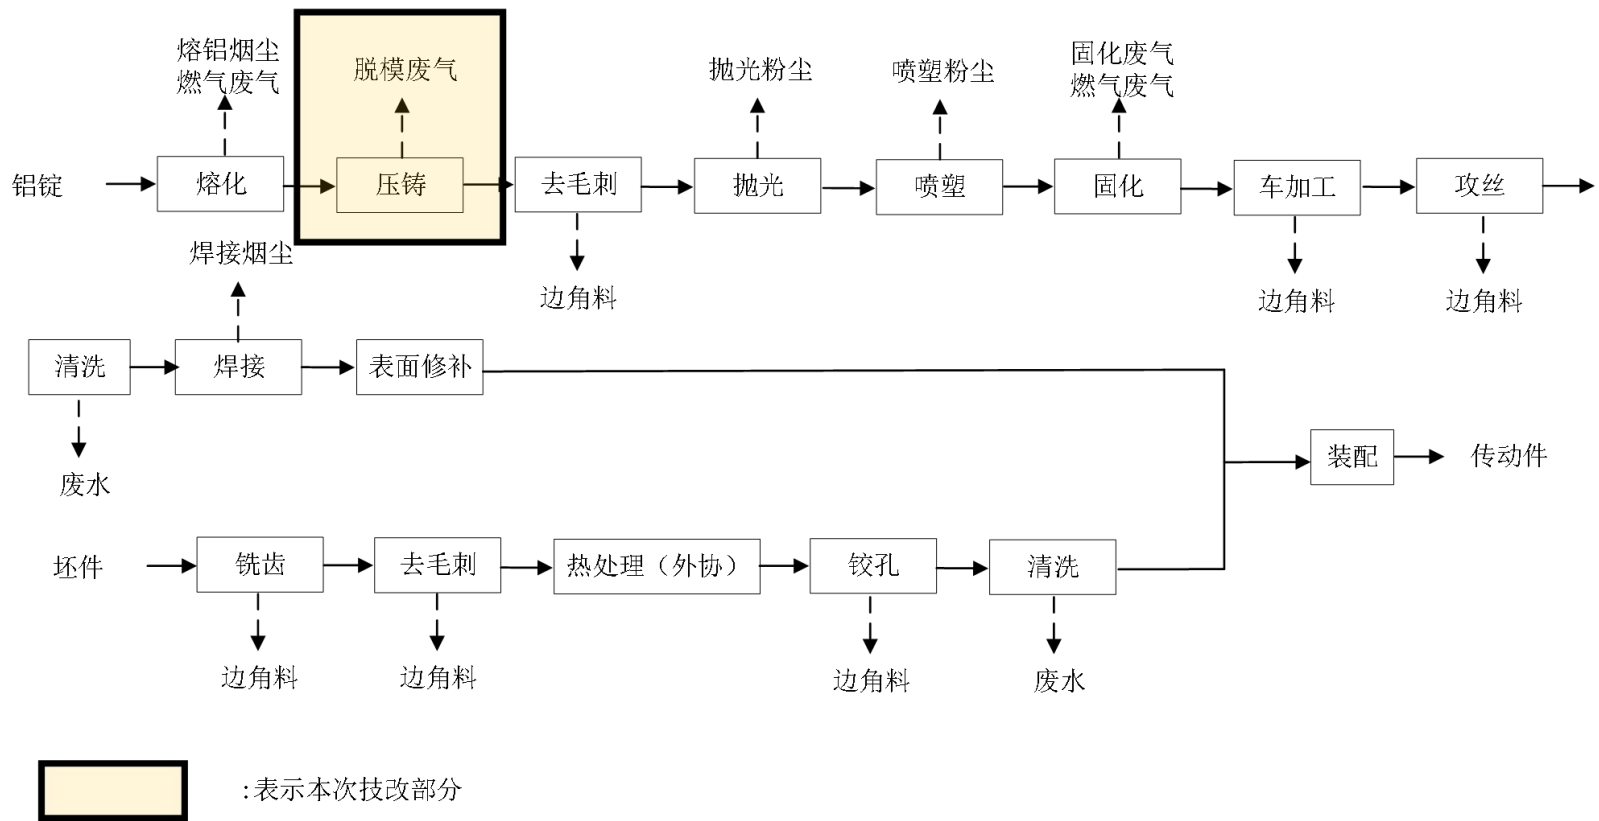 熔铝烟尘
燃气废气
脱模废气
抛光粉尘
喷塑粉尘
固化废气
燃气废气
铝锭
熔化
压铸
去毛刺
抛光
喷塑
固化
车加工
攻丝
焊接烟尘
边角料
边角料
边角料
清洗
焊接
表面修补
废水
装配
传动件
坯件
铣齿
去毛刺
热处理（外协）
铰孔
清洗
边角料
边角料
边角料
废水
:表示本次技改部分